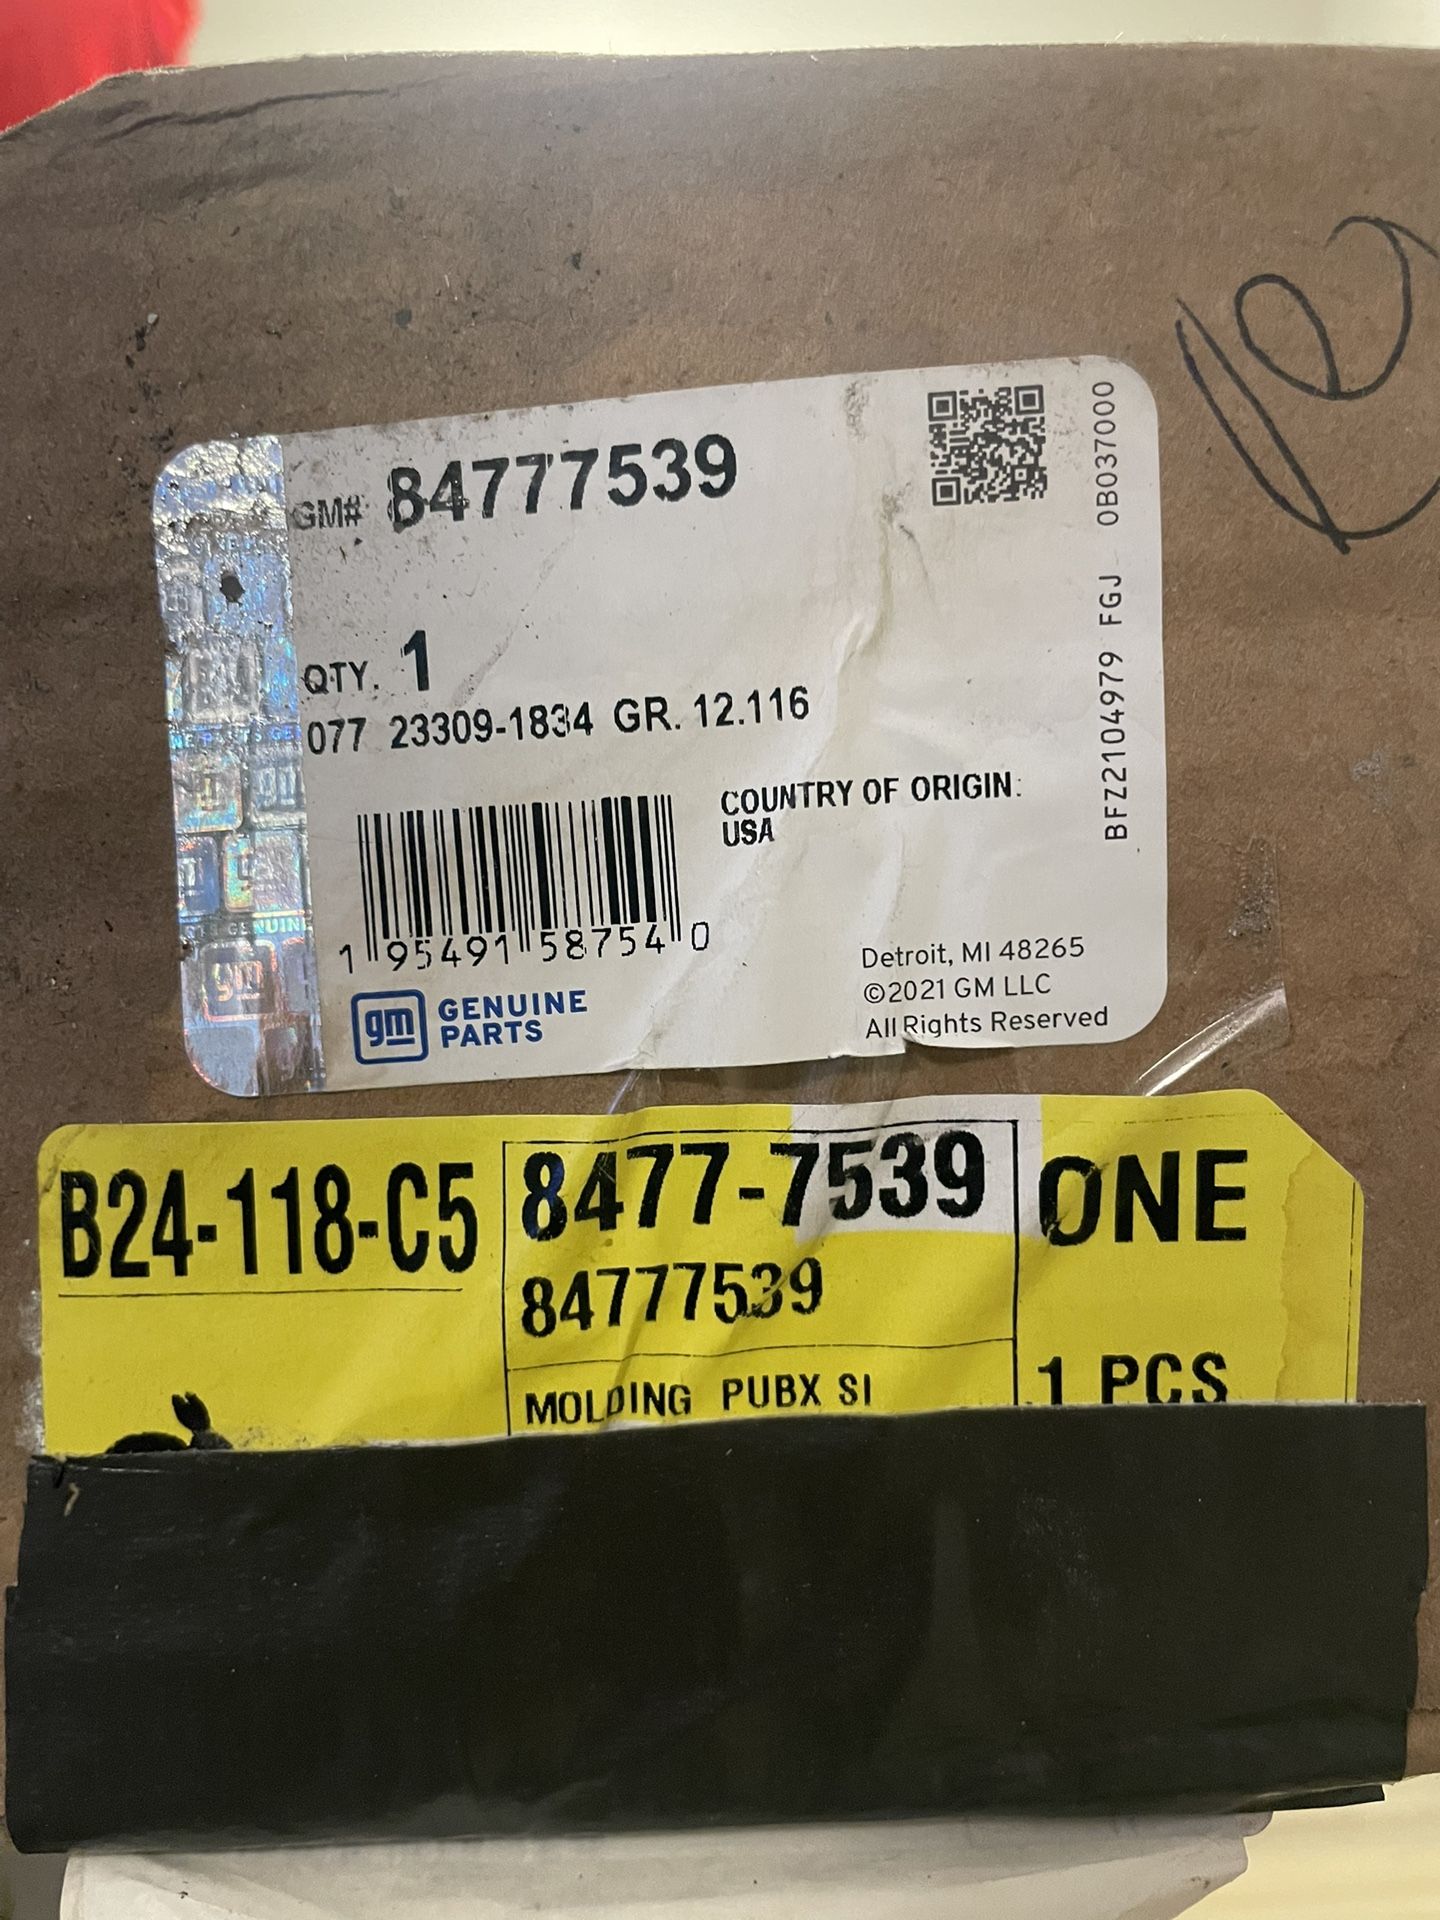 GM# 84777539
QTY. 1
077 23309-1834 GR. 12.116
COUNTRY OF ORIGIN:
USA
1 95491 58754 0
gm GENUINE
PARTS
Detroit, MI 48265
©2021 GM LLC
All Rights Reserved
BFZ2104979 FGJ 0B037000
B24-118-C5
8477-7539
84777539
MOLDING PUBX SI
ONE
1 PCS